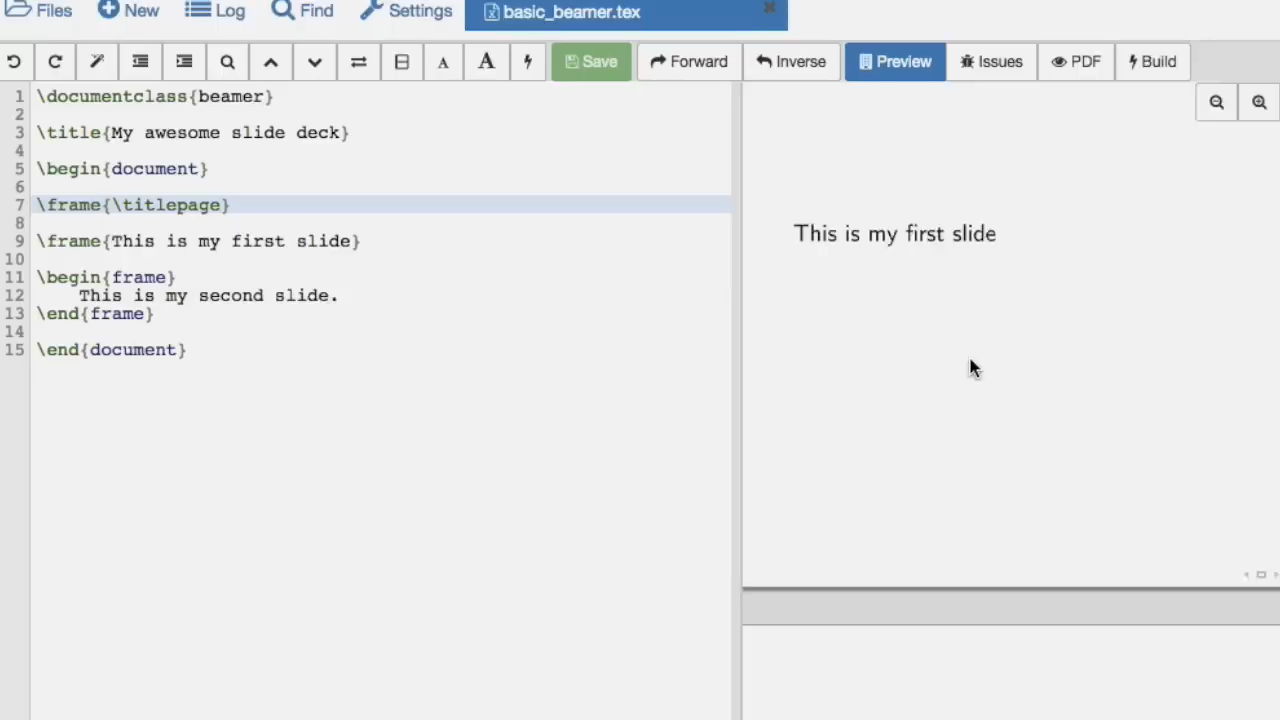 Files New Log Find Settings basic_beamer.tex
A A Save Forward Inverse Preview Issues PDF Build
1 \documentclass{beamer}
2
3 \title{My awesome slide deck}
4
5 \begin{document}
6
7 \frame{\titlepage}
8
9 \frame{This is my first slide}
10
11 \begin{frame}
12 This is my second slide.
13 \end{frame}
14
15 \end{document}
This is my first slide